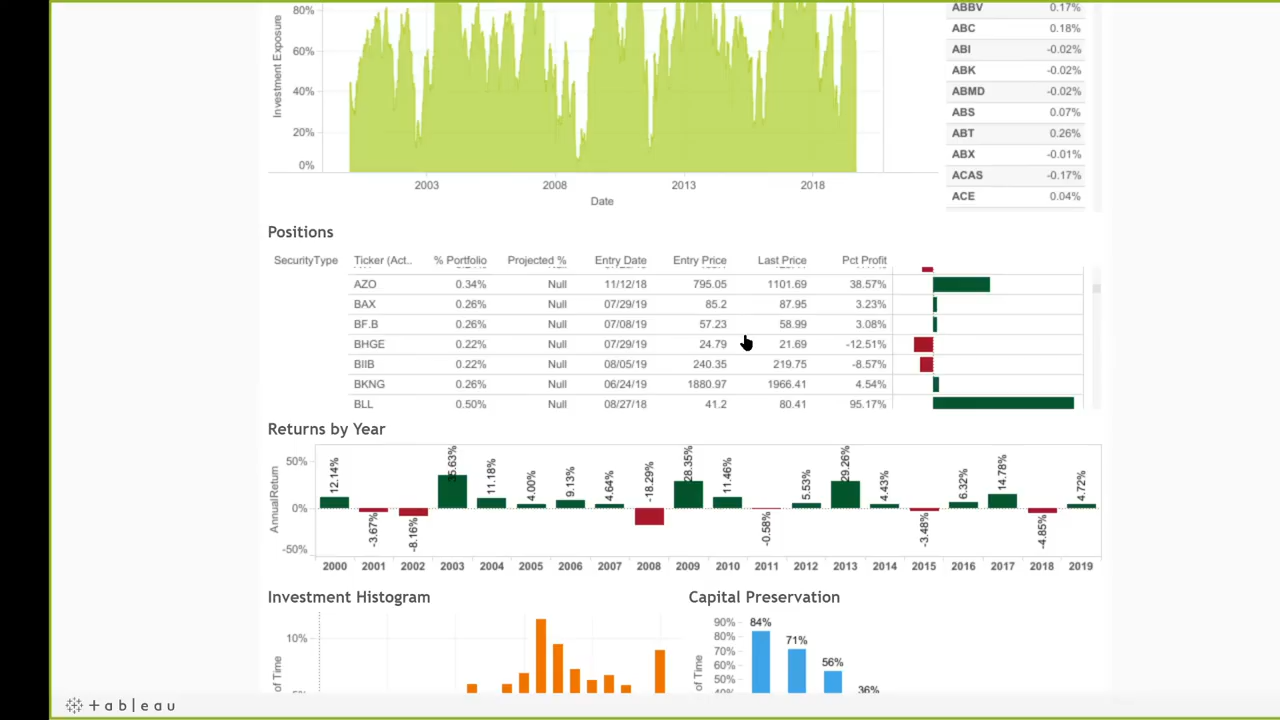 80%
60%
40%
20%
0%
Investment Exposure
2003 2008 2013 2018
Date
ABBV 0.17%
ABC 0.18%
ABI -0.02%
ABK -0.02%
ABMD -0.02%
ABS 0.07%
ABT 0.26%
ABX -0.01%
ACAS -0.17%
ACE 0.04%
Positions
SecurityType Ticker (Act.. % Portfolio Projected % Entry Date Entry Price Last Price Pct Profit
AZO 0.34% Null 11/12/18 795.05 1101.69 38.57%
BAX 0.26% Null 07/29/19 85.2 87.95 3.23%
BF.B 0.26% Null 07/08/19 57.23 58.99 3.08%
BHGE 0.22% Null 07/29/19 24.79 21.69 -12.51%
BIIB 0.22% Null 08/05/19 240.35 219.75 -8.57%
BKNG 0.26% Null 06/24/19 1880.97 1966.41 4.54%
BLL 0.50% Null 08/27/18 41.2 80.41 95.17%
Returns by Year
AnnualReturn
50%
0%
-50%
12.14% -3.67% -8.16% 35.63% 11.18% 4.00% 9.13% 4.64% -18.29% 28.35% 11.46% -0.58% 5.53% 29.26% 4.43% -3.48% 6.32% 14.78% -4.85% 4.72%
2000 2001 2002 2003 2004 2005 2006 2007 2008 2009 2010 2011 2012 2013 2014 2015 2016 2017 2018 2019
Investment Histogram
10%
of Time
Capital Preservation
90%
80%
70%
60%
50%
40%
of Time
84%
71%
56%
36%
+ a b | e a u